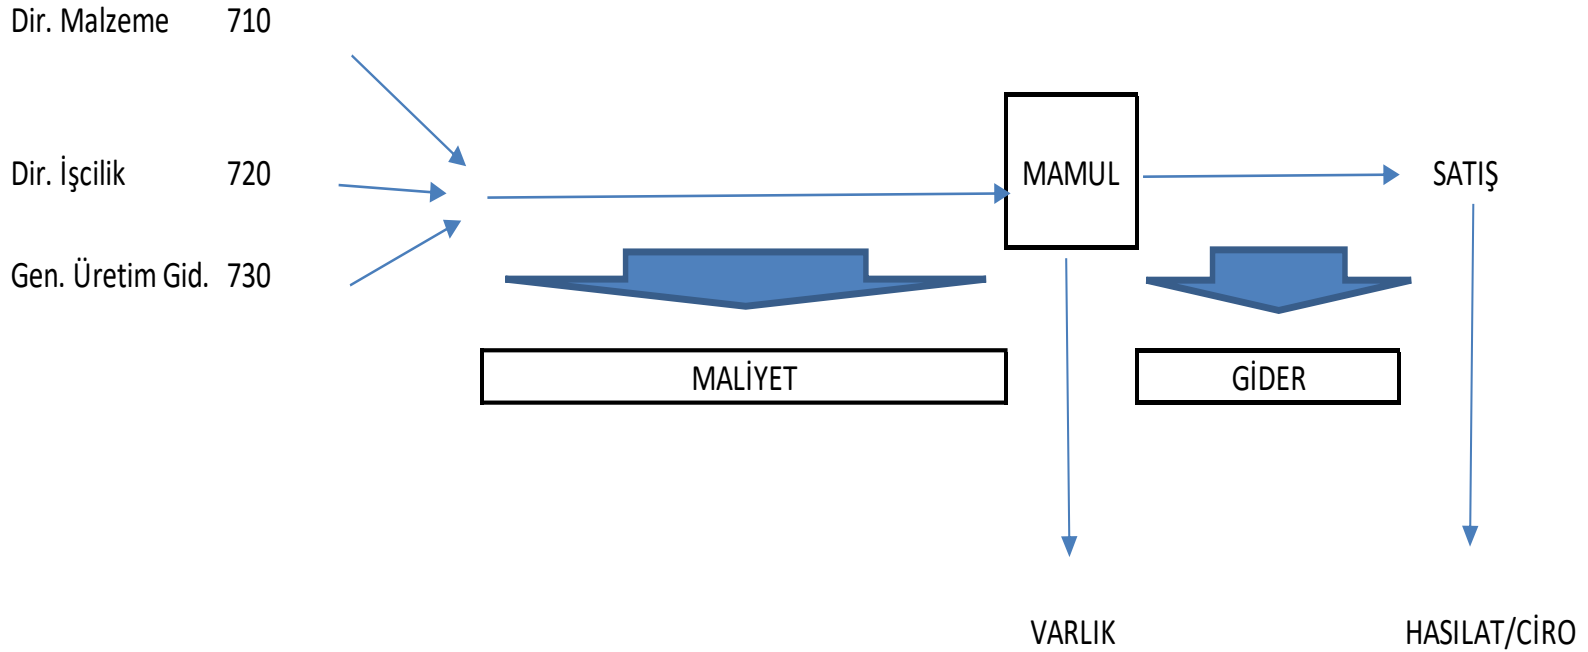 Dir. Malzeme 710
Dir. İşcilik 720
MAMUL
SATIŞ
Gen. Üretim Gid. 730
MALİYET
GİDER
VARLIK
HASILAT/CİRO